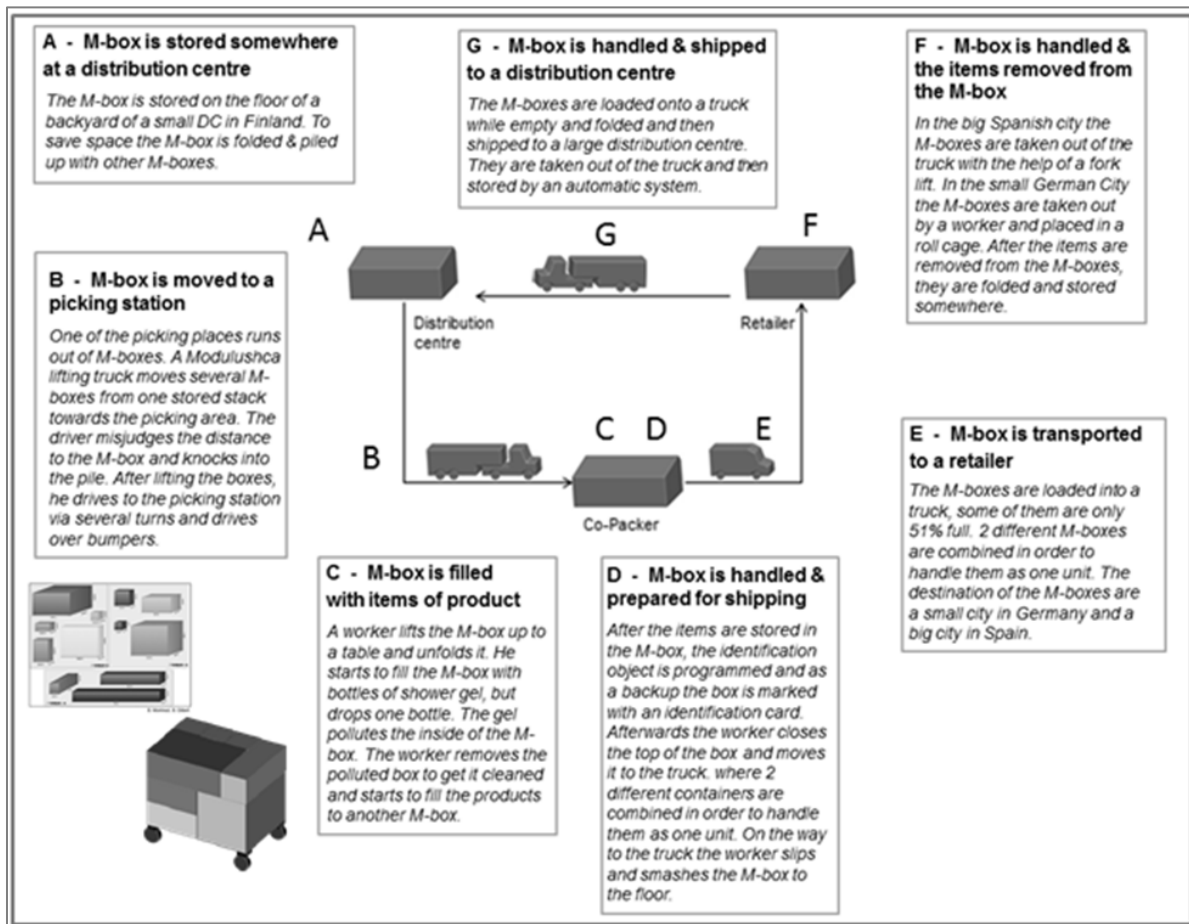 A - M-box is stored somewhere
at a distribution centre
The M-box is stored on the floor of a
backyard of a small DC in Finland. To
save space the M-box is folded & piled
up with other M-boxes.
G - M-box is handled & shipped
to a distribution centre
The M-boxes are loaded onto a truck
while empty and folded and then
shipped to a large distribution centre.
They are taken out of the truck and then
stored by an automatic system.
F - M-box is handled &
the items removed from
the M-box
In the big Spanish city the
M-boxes are taken out of the
truck with the help of a fork
lift. In the small German City
the M-boxes are taken out
by a worker and placed in a
roll cage. After the items are
removed from the M-boxes,
they are folded and stored
somewhere.
A
G
F
Distribution
centre
Retailer
B - M-box is moved to a
picking station
One of the picking places runs
out of M-boxes. A Modulushca
lifting truck moves several M-
boxes from one stored stack
towards the picking area. The
driver misjudges the distance
to the M-box and knocks into
the pile. After lifting the boxes,
he drives to the picking station
via several turns and drives
over bumpers.
B
C
D
E
Co-Packer
E - M-box is transported
to a retailer
The M-boxes are loaded into a
truck, some of them are only
51% full. 2 different M-boxes
are combined in order to
handle them as one unit. The
destination of the M-boxes are
a small city in Germany and a
big city in Spain.
C - M-box is filled
with items of product
A worker lifts the M-box up to
a table and unfolds it. He
starts to fill the M-box with
bottles of shower gel, but
drops one bottle. The gel
pollutes the inside of the M-
box. The worker removes the
polluted box to get it cleaned
and starts to fill the products
to another M-box.
D - M-box is handled &
prepared for shipping
After the items are stored in
the M-box, the identification
object is programmed and as
a backup the box is marked
with an identification card.
Afterwards the worker closes
the top of the box and moves
it to the truck. where 2
different containers are
combined in order to handle
them as one unit. On the way
to the truck the worker slips
and smashes the M-box to
the floor.